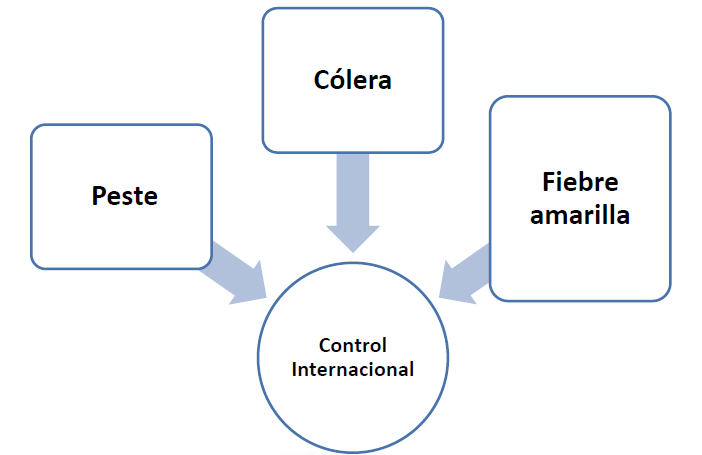 Cólera
Peste
Fiebre
amarilla
Control
Internacional